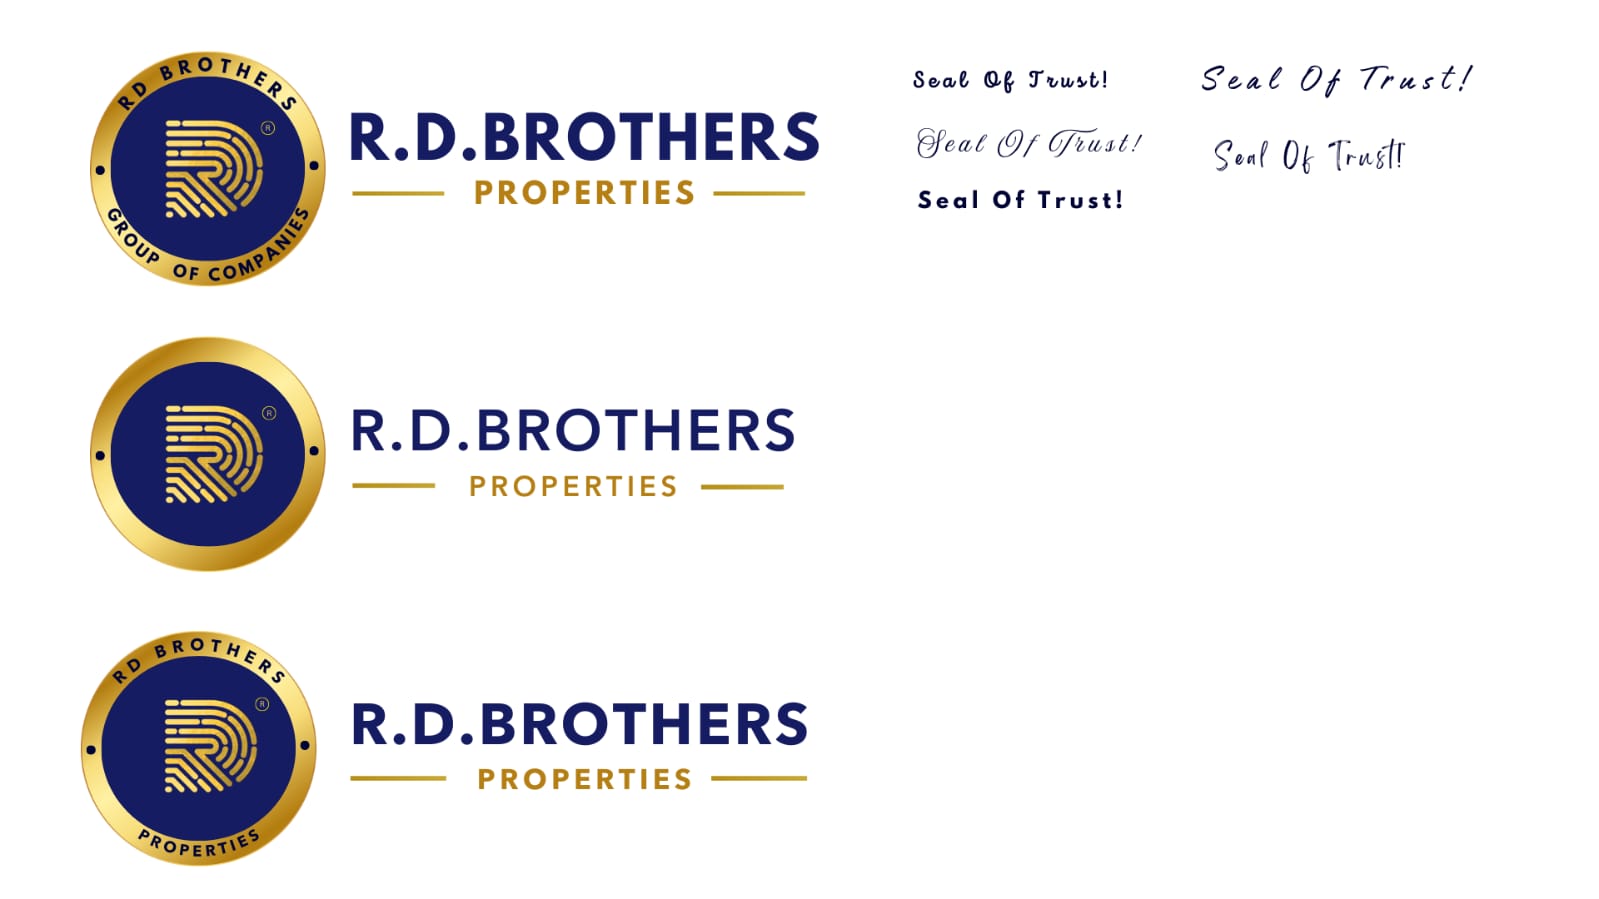 RD BROTHERS
®
GROUP OF COMPANIES
R.D.BROTHERS
PROPERTIES
Seal Of Trust!
Seal Of Trust!
Seal Of Trust!
Seal Of Trust!
Seal Of Trust!
®
R.D.BROTHERS
PROPERTIES
RD BROTHERS
®
PROPERTIES
R.D.BROTHERS
PROPERTIES